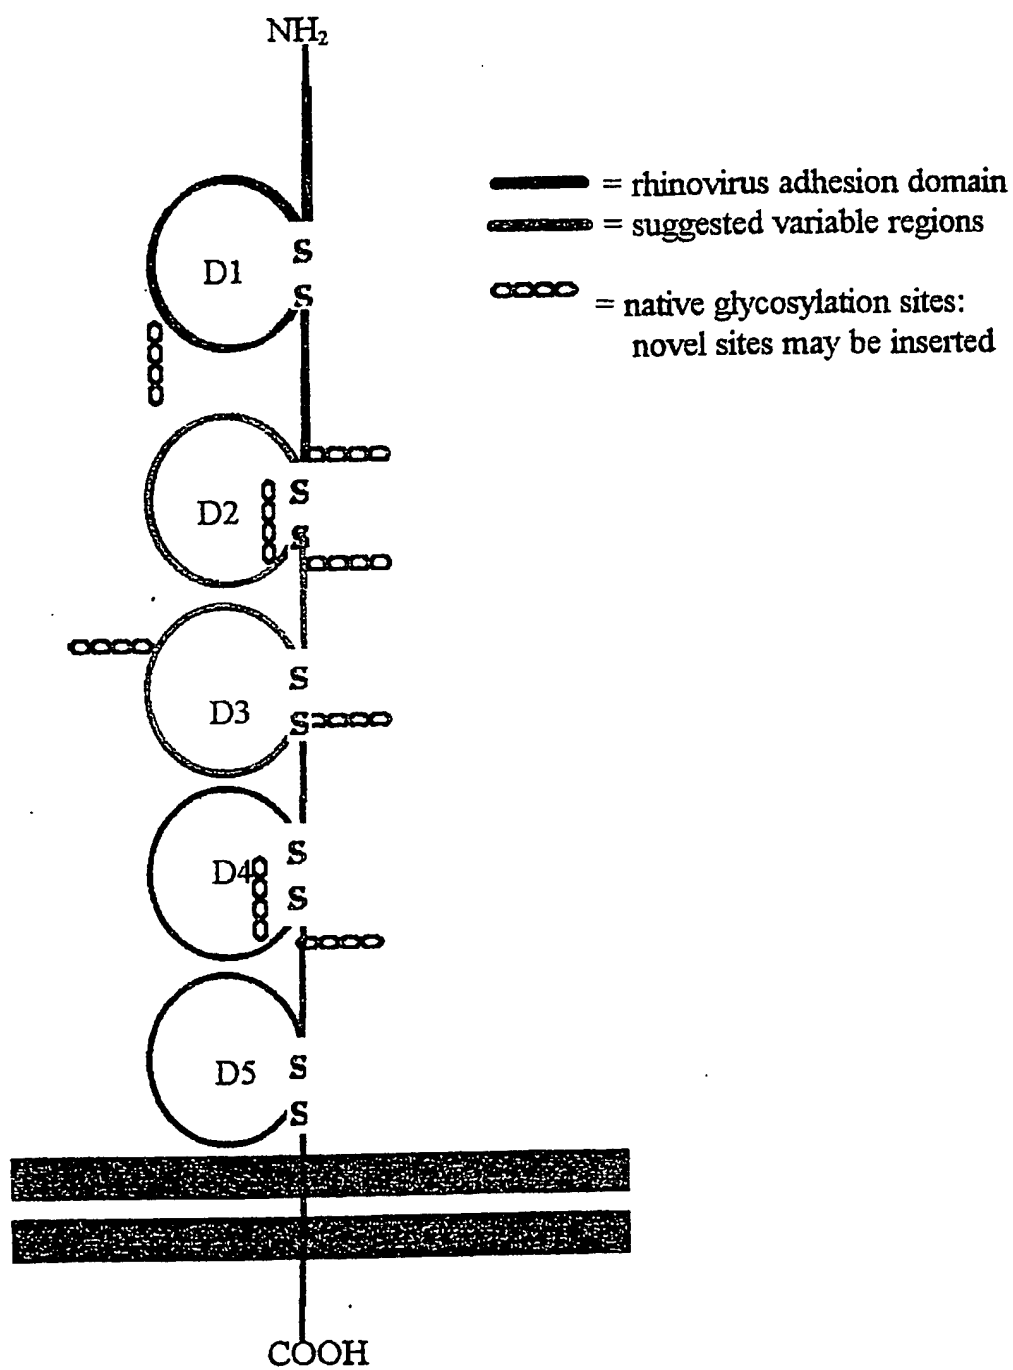 NH₂
= rhinovirus adhesion domain
= suggested variable regions
= native glycosylation sites:
novel sites may be inserted
S
D1
S
S
D2
S
S
D3
S
S
D4
S
S
D5
S
COOH